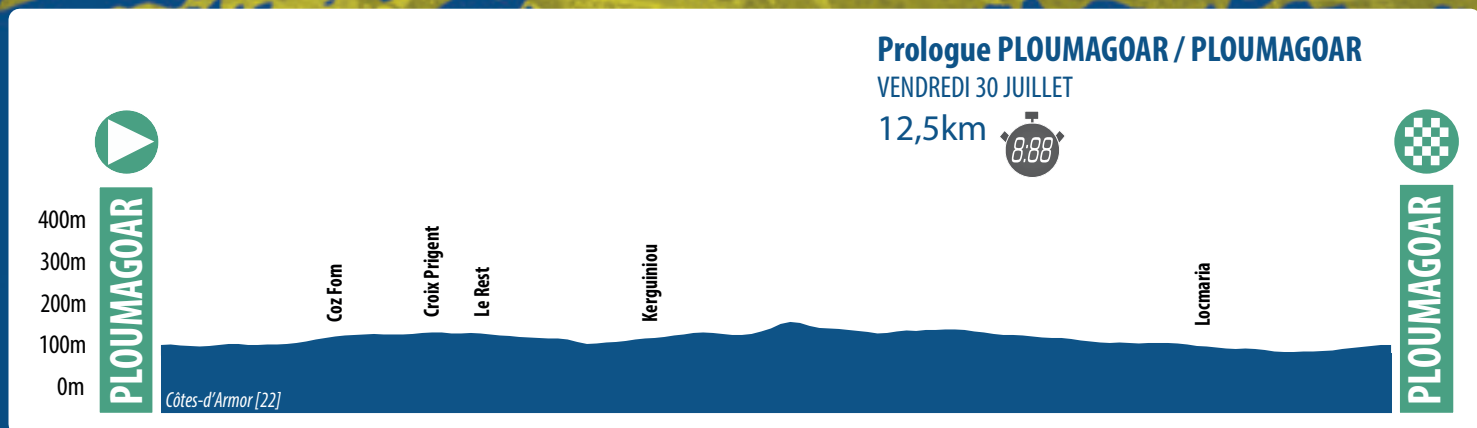 Prologue PLOUMAGOAR / PLOUMAGOAR
VENDREDI 30 JUILLET
12,5km
8:88
400m
300m
200m
100m
0m
PLOUMAGOAR
Coz Forn
Croix Prigent
Le Rest
Kerguiniou
Locmaria
PLOUMAGOAR
Côtes-d'Armor [22]